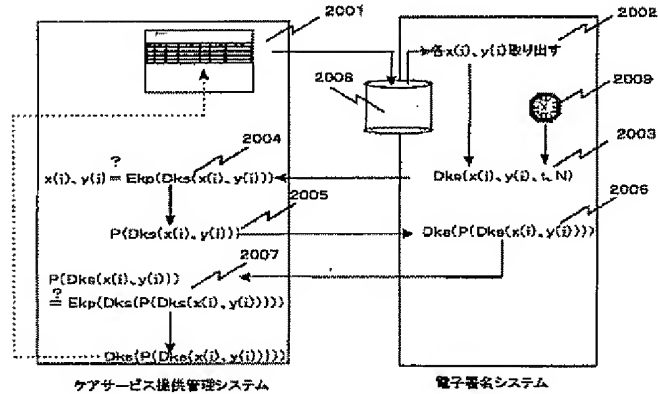 2001
2002
各x(i)、y(i)取り出す
2008
2009
2003
2004
x(i)、y(i) ?= Ekp(Dks(x(i)、y(i)))
Dks(x(i)、y(i)、t、N)
2005
2006
P(Dks(x(i)、y(i)))
Dks(P(Dks(x(i)、y(i))))
2007
P(Dks(x(i)、y(i)))
?= Ekp(Dks(P(Dks(x(i)、y(i)))))
Dks(P(Dks(x(i)、y(i))))
ケアサービス提供管理システム
電子署名システム